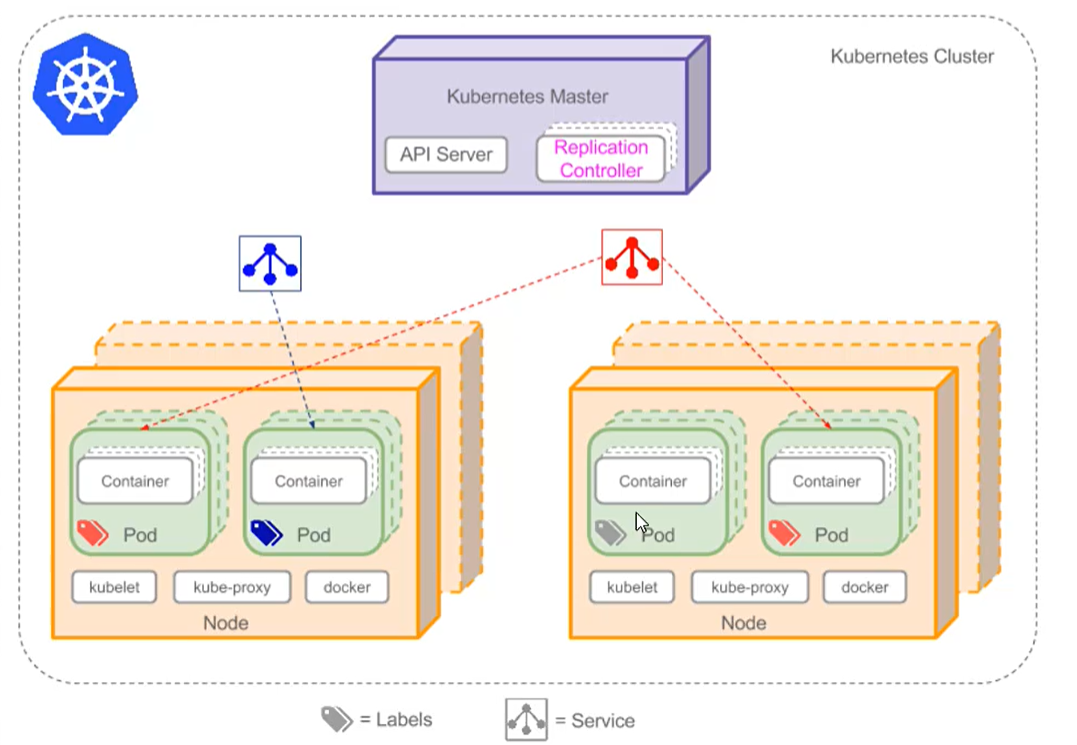 Kubernetes Cluster
Kubernetes Master
API Server
Replication
Controller
Container
Container
Container
Container
Pod
Pod
Pod
Pod
kubelet
kube-proxy
docker
kubelet
kube-proxy
docker
Node
Node
= Labels
= Service